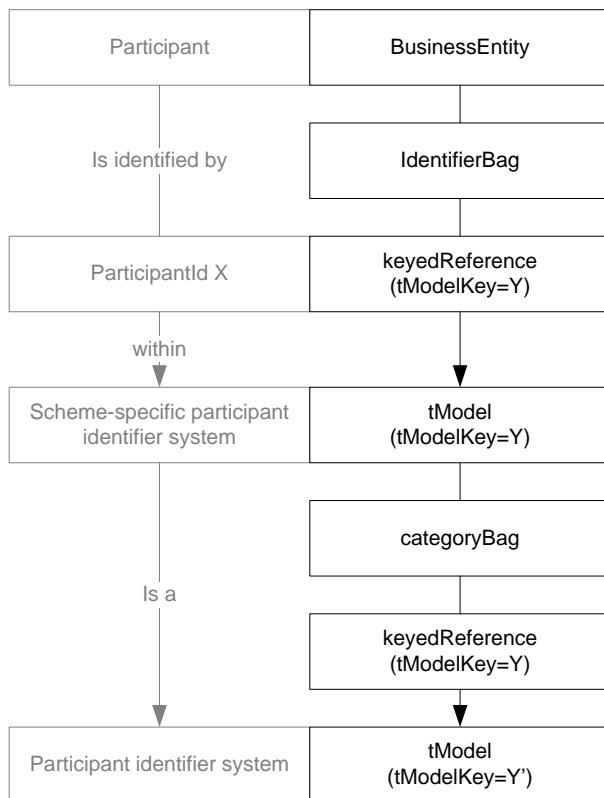 Participant
BusinessEntity
Is identified by
IdentifierBag
ParticipantId X
keyedReference
(tModelKey=Y)
within
Scheme-specific participant
identifier system
tModel
(tModelKey=Y)
categoryBag
Is a
keyedReference
(tModelKey=Y)
Participant identifier system
tModel
(tModelKey=Y’)